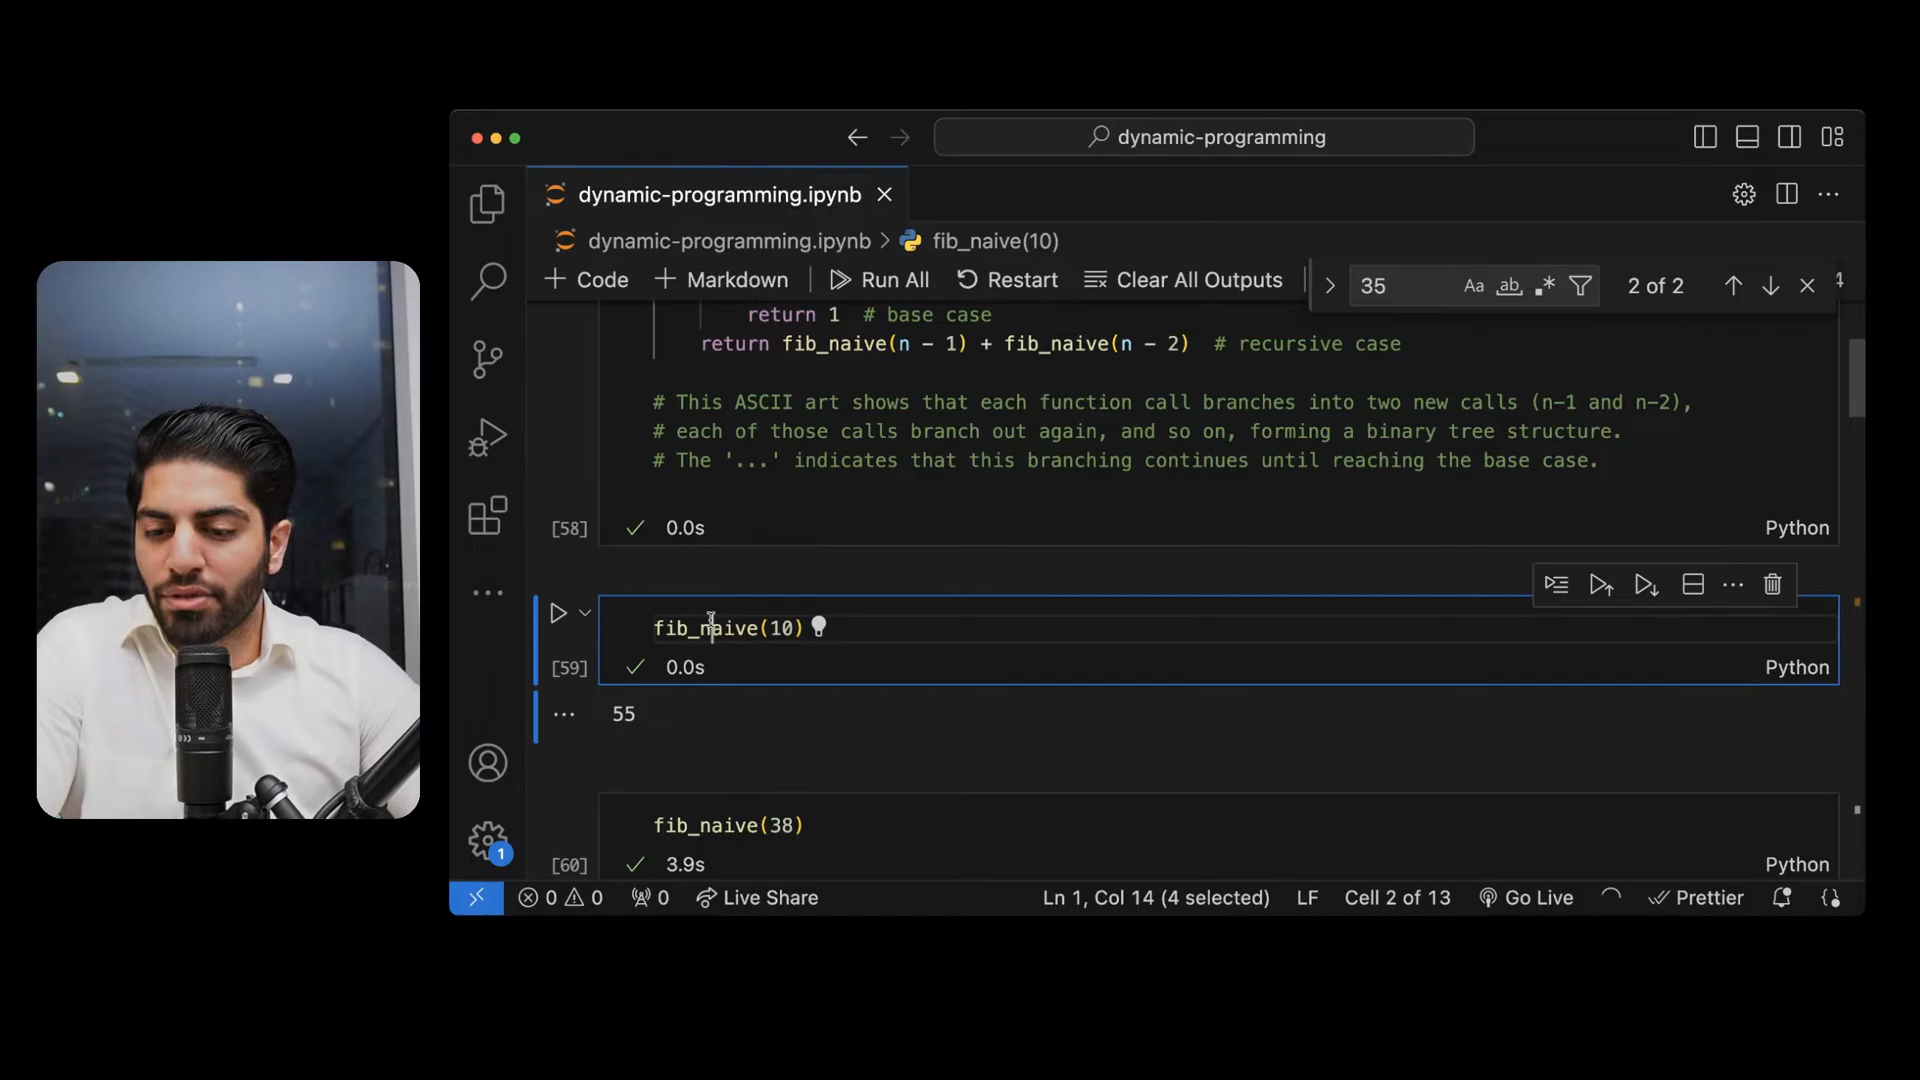 dynamic-programming
dynamic-programming.ipynb
dynamic-programming.ipynb > fib_naive(10)
+ Code + Markdown Run All Restart Clear All Outputs
35 Aa ab .* 2 of 2 4
return 1 # base case
return fib_naive(n - 1) + fib_naive(n - 2) # recursive case
# This ASCII art shows that each function call branches into two new calls (n-1 and n-2),
# each of those calls branch out again, and so on, forming a binary tree structure.
# The '...' indicates that this branching continues until reaching the base case.
[58] ✓ 0.0s Python
fib_naive(10)
[59] ✓ 0.0s Python
... 55
fib_naive(38)
[60] ✓ 3.9s Python
1
0 0 0 Live Share Ln 1, Col 14 (4 selected) LF Cell 2 of 13 Go Live Prettier